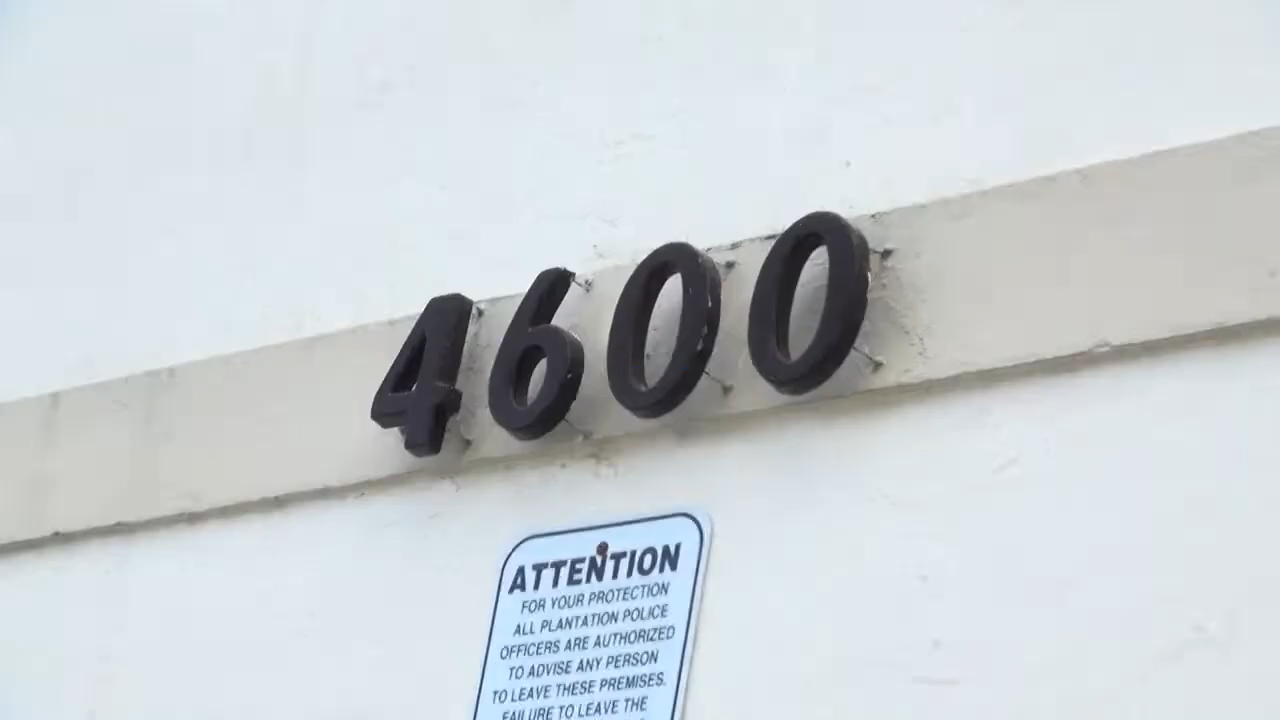 4600
ATTENTION
FOR YOUR PROTECTION
ALL PLANTATION POLICE
OFFICERS ARE AUTHORIZED
TO ADVISE ANY PERSON
TO LEAVE THESE PREMISES.
FAILURE TO LEAVE THE